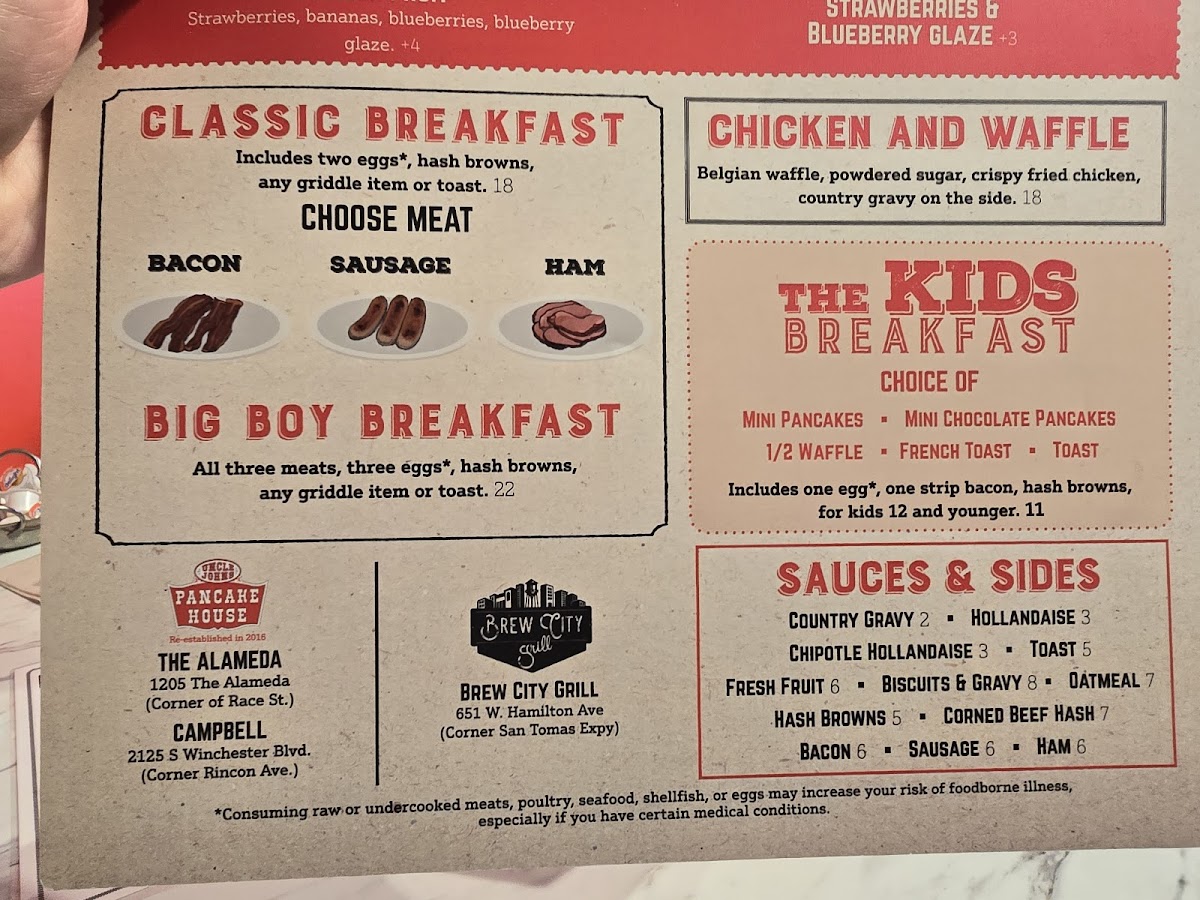 Strawberries, bananas, blueberries, blueberry
glaze. +4
STRAWBERRIES &
BLUEBERRY GLAZE +3
CLASSIC BREAKFAST
Includes two eggs*, hash browns,
any griddle item or toast. 18
CHOOSE MEAT
BACON SAUSAGE HAM
BIG BOY BREAKFAST
All three meats, three eggs*, hash browns,
any griddle item or toast. 22
CHICKEN AND WAFFLE
Belgian waffle, powdered sugar, crispy fried chicken,
country gravy on the side. 18
THE KIDS
BREAKFAST
CHOICE OF
MINI PANCAKES ▪ MINI CHOCOLATE PANCAKES
1/2 WAFFLE ▪ FRENCH TOAST ▪ TOAST
Includes one egg*, one strip bacon, hash browns,
for kids 12 and younger. 11
UNCLE
JOHN'S
PANCAKE
HOUSE
Re-established in 2016
THE ALAMEDA
1205 The Alameda
(Corner of Race St.)
CAMPBELL
2125 S Winchester Blvd.
(Corner Rincon Ave.)
BREW CITY
grill
BREW CITY GRILL
651 W. Hamilton Ave
(Corner San Tomas Expy)
SAUCES & SIDES
COUNTRY GRAVY 2 ▪ HOLLANDAISE 3
CHIPOTLE HOLLANDAISE 3 ▪ TOAST 5
FRESH FRUIT 6 ▪ BISCUITS & GRAVY 8 ▪ OATMEAL 7
HASH BROWNS 5 ▪ CORNED BEEF HASH 7
BACON 6 ▪ SAUSAGE 6 ▪ HAM 6
*Consuming raw or undercooked meats, poultry, seafood, shellfish, or eggs may increase your risk of foodborne illness,
especially if you have certain medical conditions.